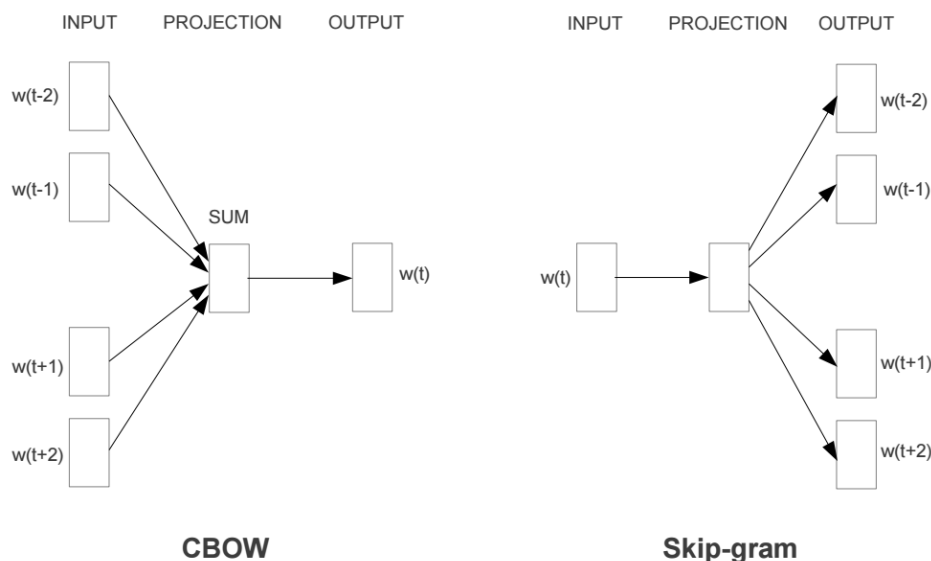 INPUT PROJECTION OUTPUT
w(t-2)
w(t-1)
SUM
w(t)
w(t+1)
w(t+2)
CBOW
INPUT PROJECTION OUTPUT
w(t-2)
w(t-1)
w(t)
w(t+1)
w(t+2)
Skip-gram